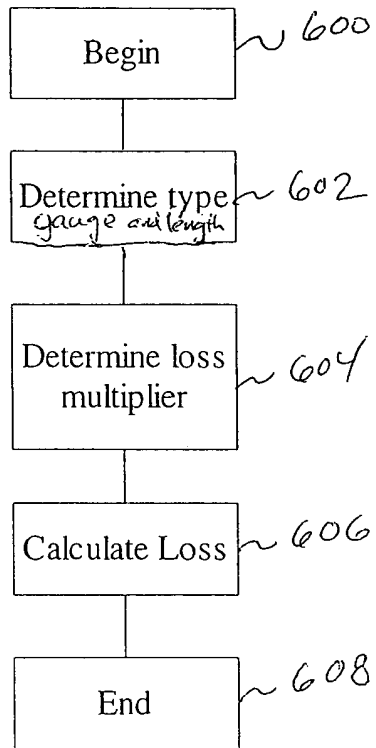 Begin
600
Determine type
gauge and length
602
Determine loss
multiplier
604
Calculate Loss
606
End
608